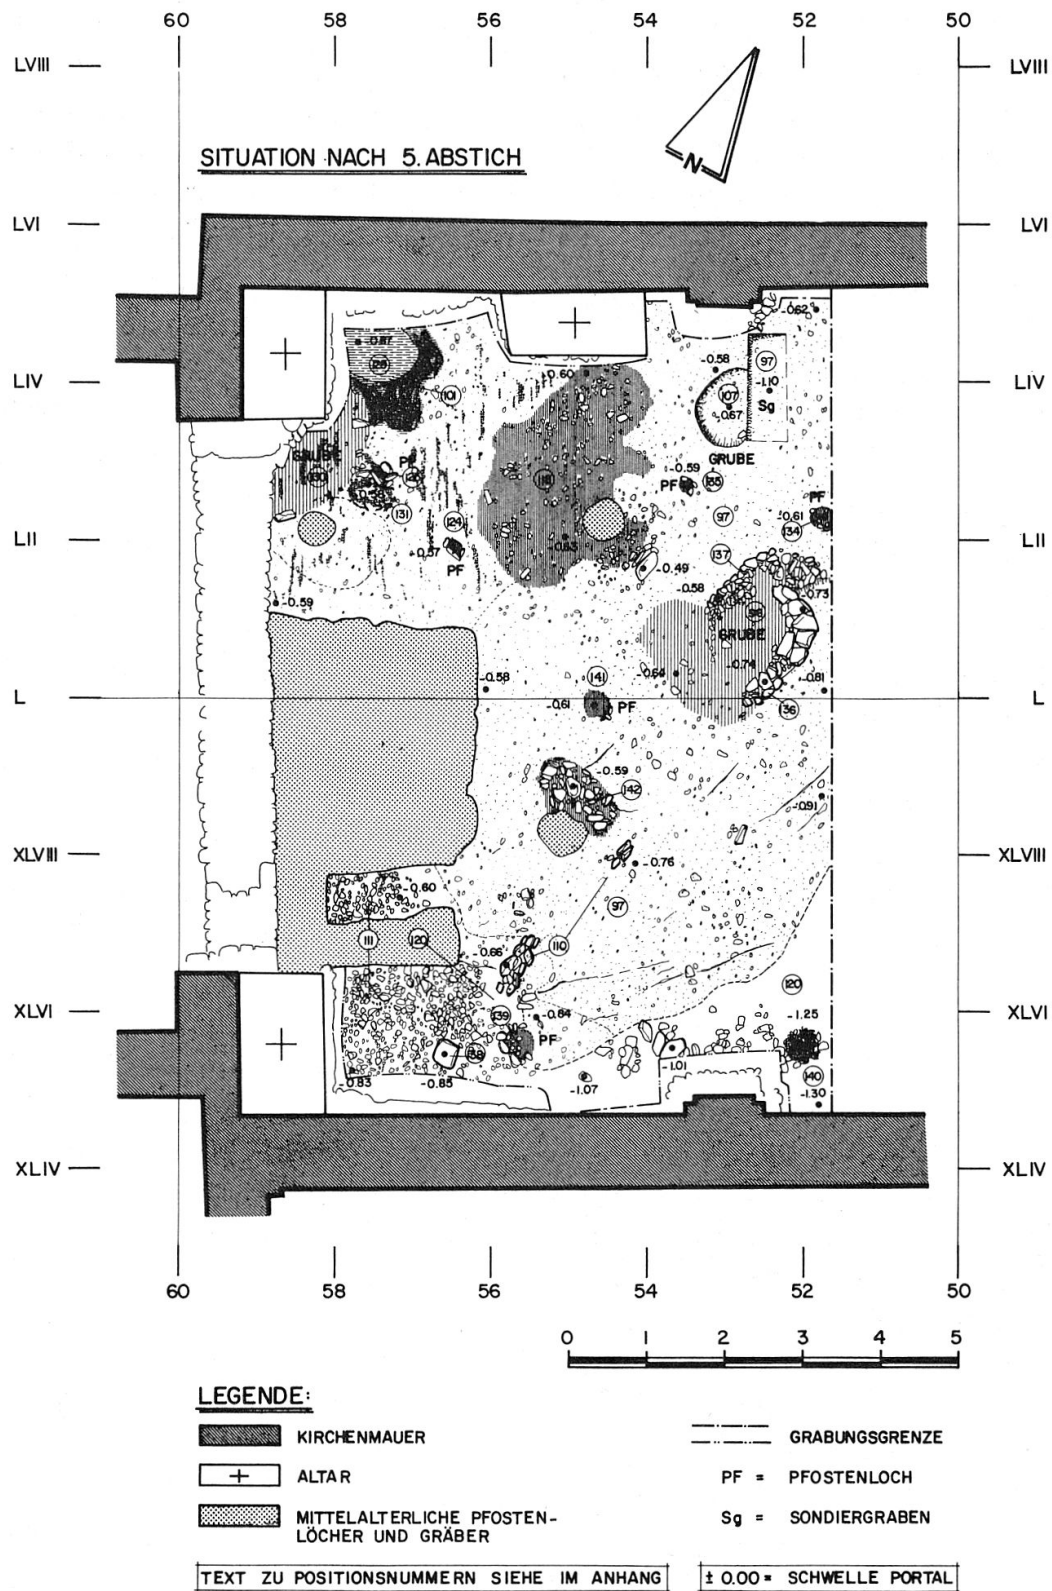 60 58 56 54 52 50
LVIII LVIII
SITUATION NACH 5. ABSTICH
N
LVI LVI
-0.62
-0.87
-0.58
97
LIV LIV
-0.60
-1.10
101
107
-0.67
Sg
GRUBE
GRUBE
PF
-0.59
PF
135
PF
131
124
97
-0.61
134
LII LII
-0.57
-0.53
137
PF
-0.49
-0.58
-0.73
-0.59
98
GRUBE
-0.58
141
-0.64
-0.74
-0.81
L L
-0.61
PF
136
-0.59
142
-0.91
XLVIII XLVIII
-0.76
-0.60
97
111
120
-0.66
110
120
XLVI XLVI
139
-0.84
-1.25
138
PF
-0.83
-0.85
-1.07
-1.01
140
-1.30
XLIV XLIV
60 58 56 54 52 50
0 1 2 3 4 5
LEGENDE:
KIRCHENMAUER
GRABUNGSGRENZE
ALTAR
PF = PFOSTENLOCH
MITTELALTERLICHE PFOSTEN-
LÖCHER UND GRÄBER
Sg = SONDIERGRABEN
TEXT ZU POSITIONSNUMMERN SIEHE IM ANHANG
± 0.00 = SCHWELLE PORTAL